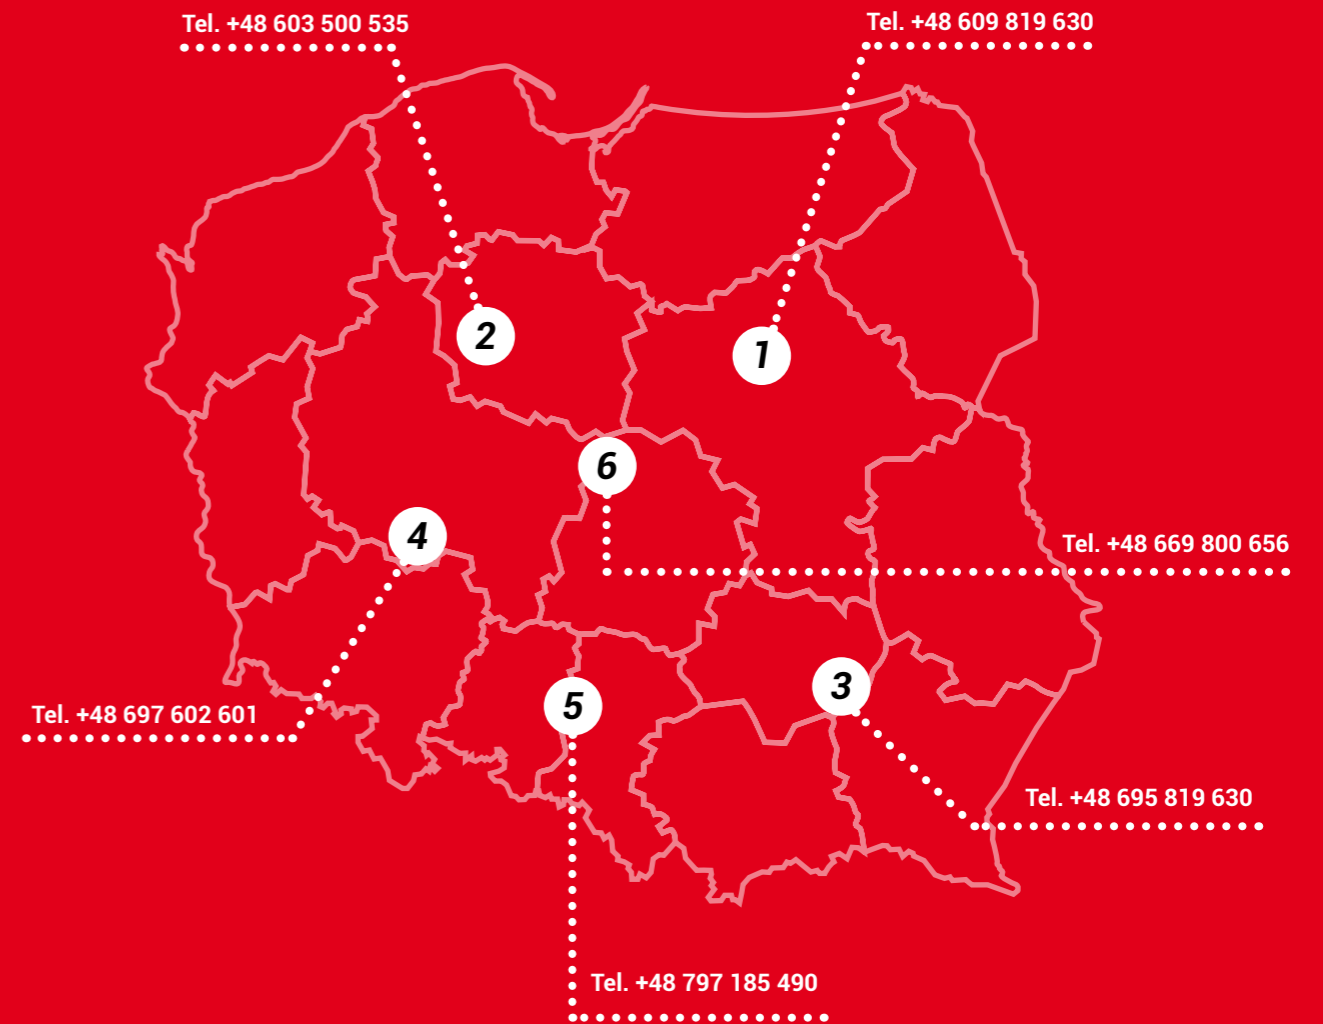 Tel. +48 603 500 535
Tel. +48 609 819 630
2
1
6
4
Tel. +48 669 800 656
3
5
Tel. +48 697 602 601
Tel. +48 695 819 630
Tel. +48 797 185 490